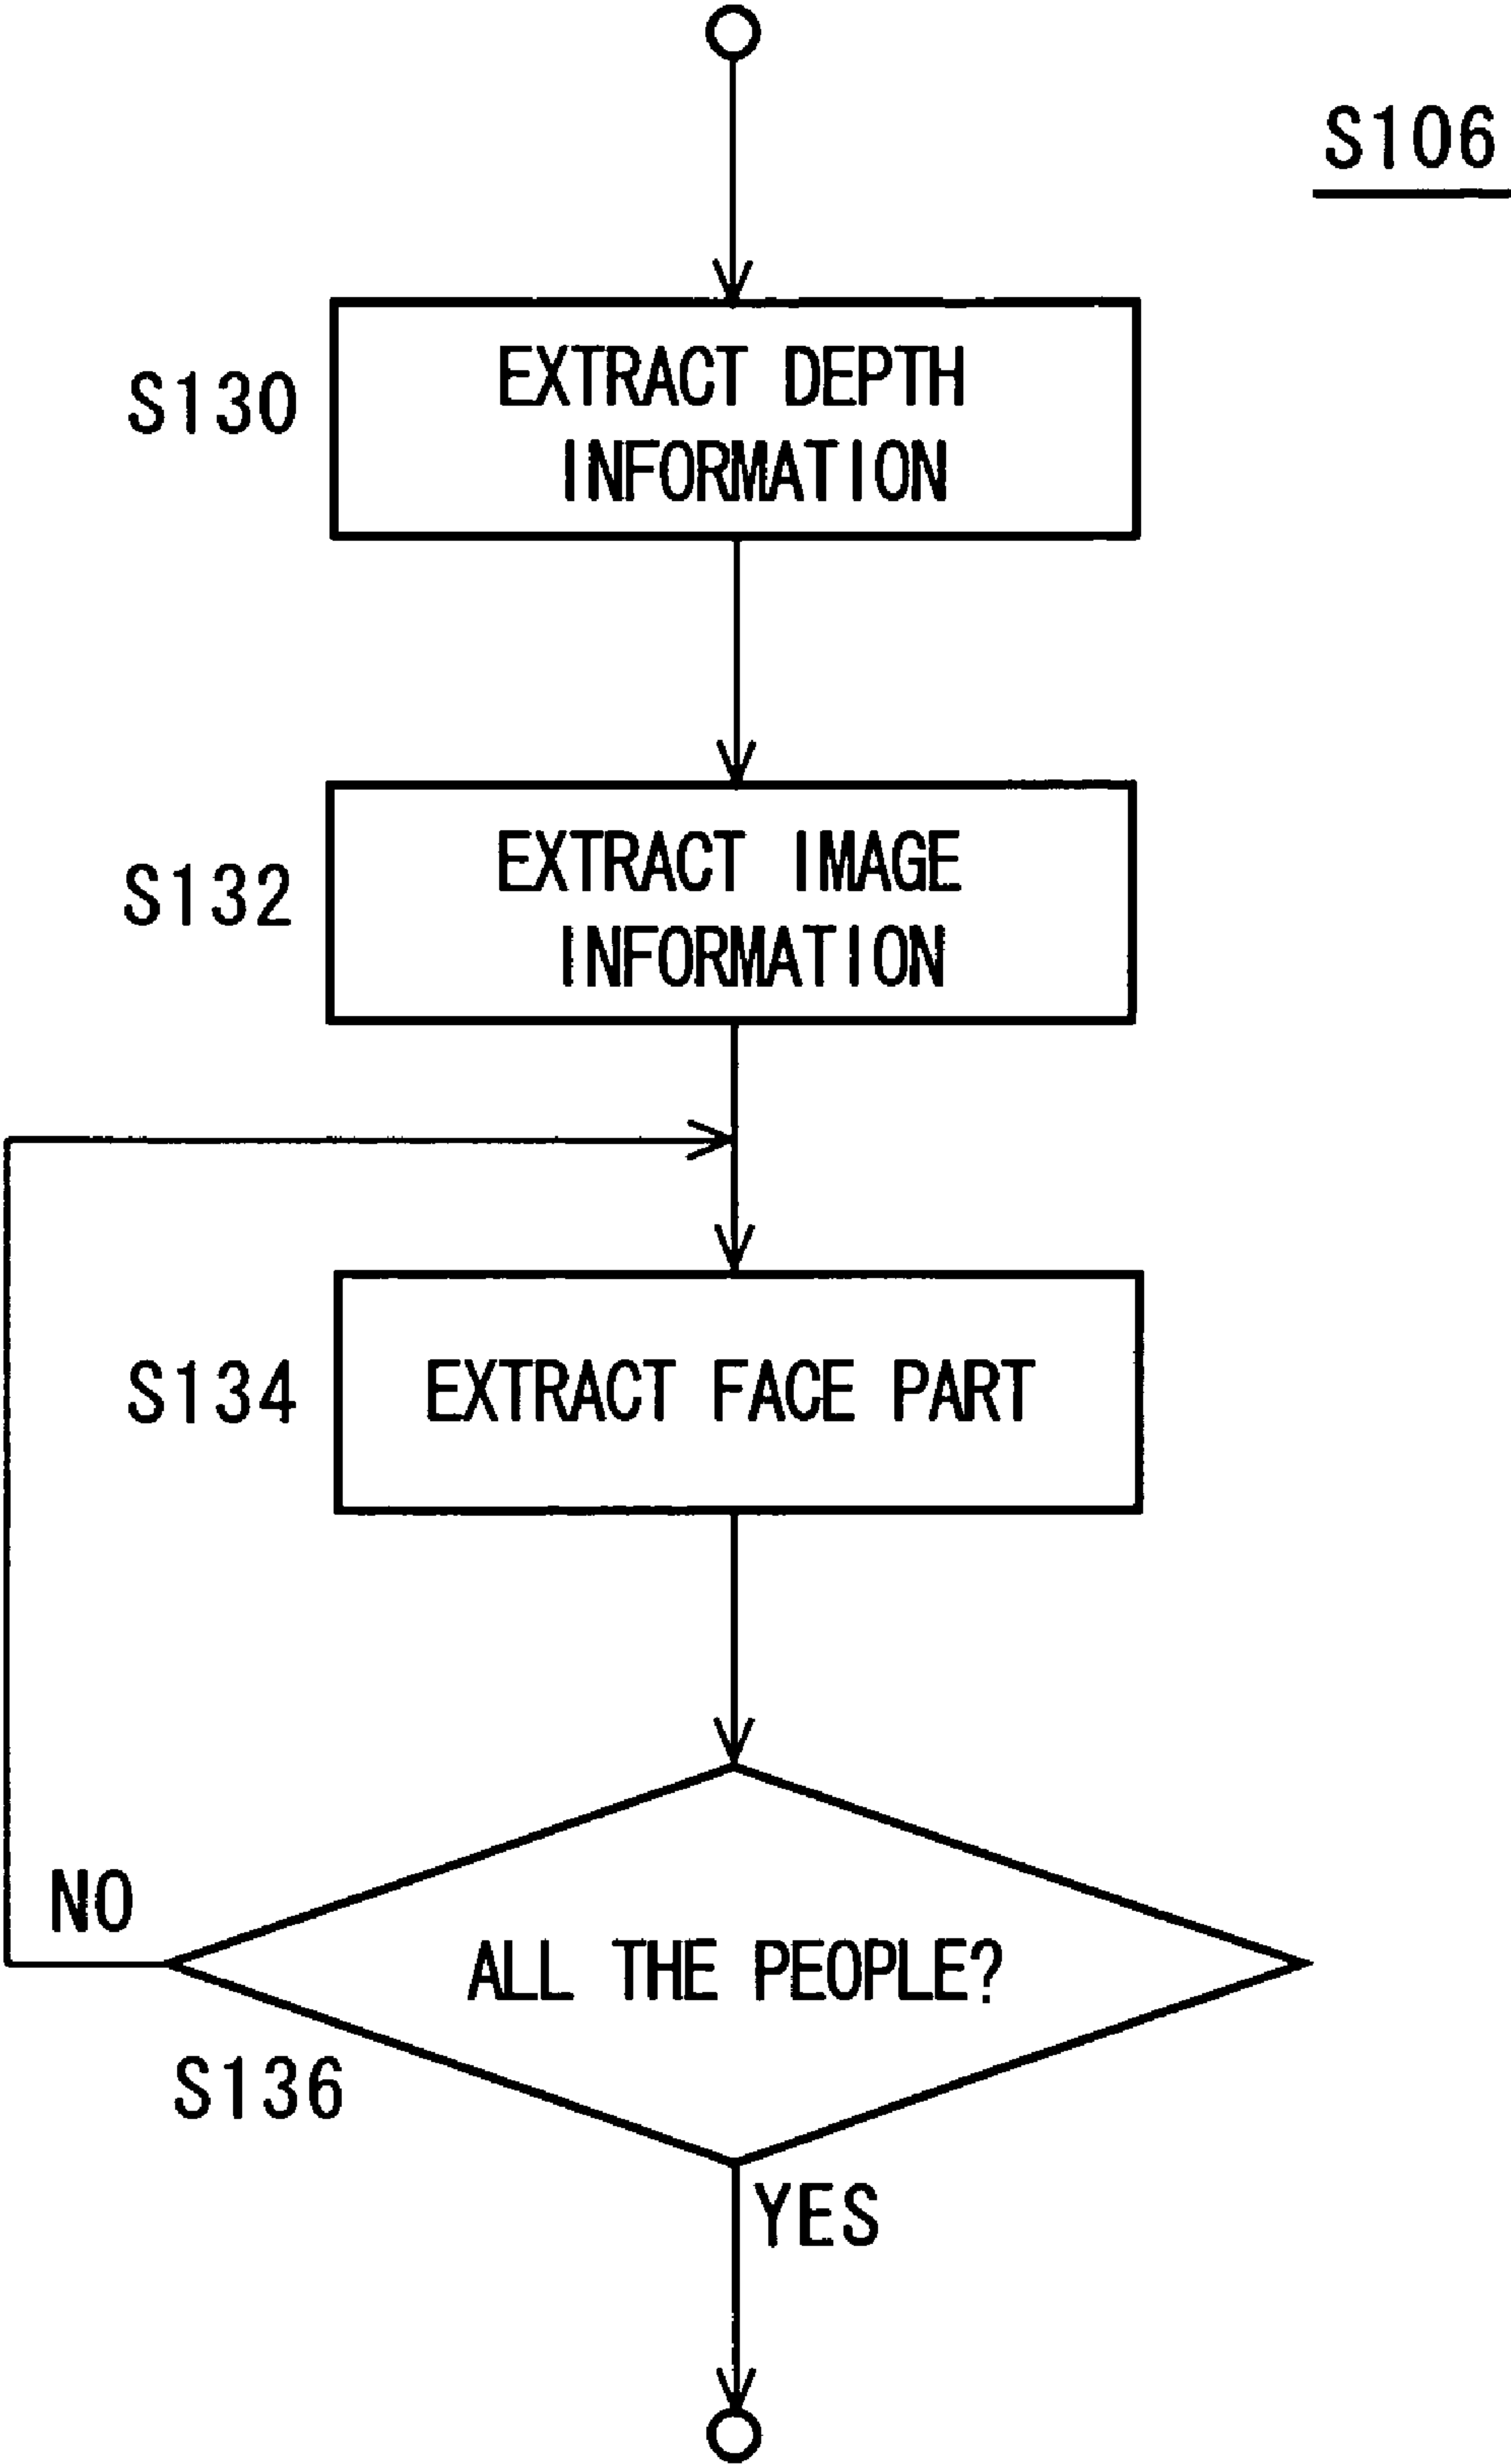 S106
S130
EXTRACT DEPTH
INFORMATION
S132
EXTRACT IMAGE
INFORMATION
S134
EXTRACT FACE PART
NO
ALL THE PEOPLE?
S136
YES